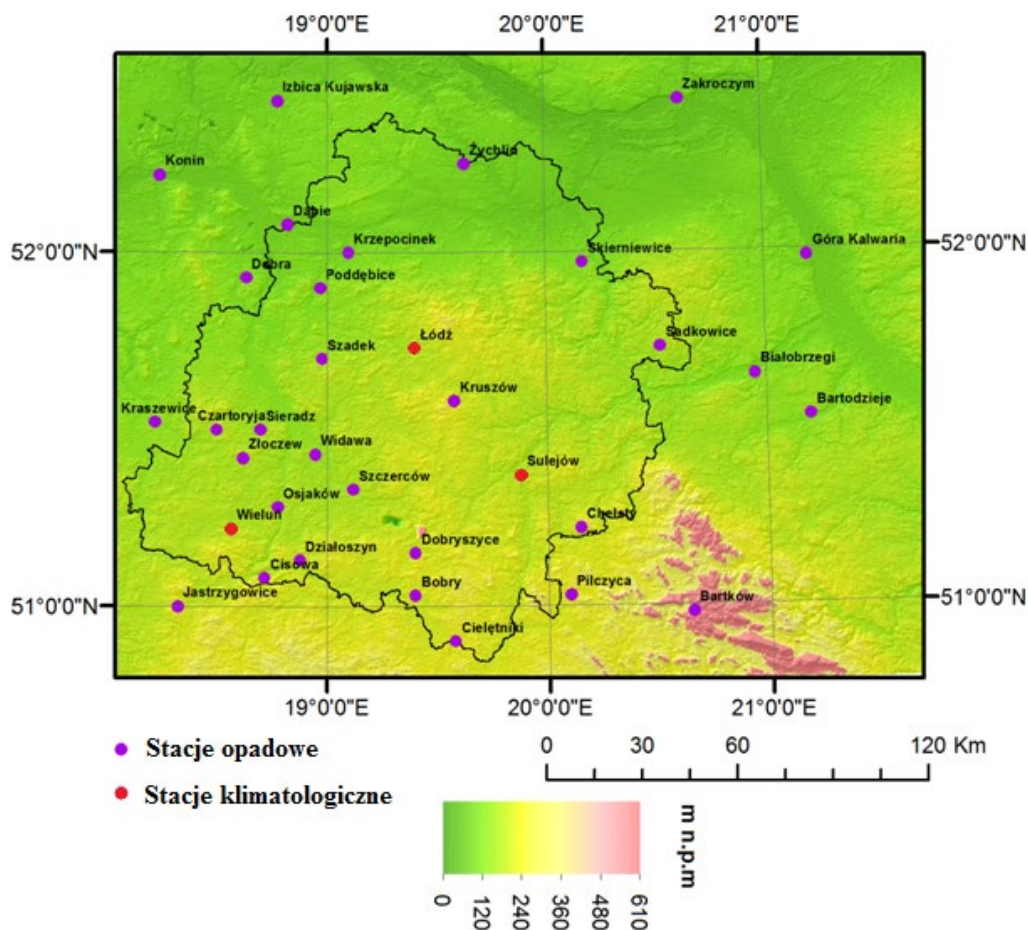 19°0'0"E 20°0'0"E 21°0'0"E
Izbica Kujawska
Zakroczym
Konin
Żychlin
Dąbie
52°0'0"N
Krzepocinek
Skierniewice
Góra Kalwaria
52°0'0"N
Dobra
Poddębice
Łódź
Sadkowice
Szadek
Białobrzegi
Kruszów
Bartodzieje
Kraszewice
Czartoryja
Sieradz
Złoczew
Widawa
Sulejów
Szczerców
Osjaków
Wieluń
Chełsty
Dobryszyce
Działoszyn
Cisowa
Bobry
Pilczyca
Bartków
51°0'0"N
Jastrzygowice
51°0'0"N
Cielętniki
19°0'0"E 20°0'0"E 21°0'0"E
Stacje opadowe
0 30 60 120 Km
Stacje klimatologiczne
m n.p.m
0 120 240 360 480 610